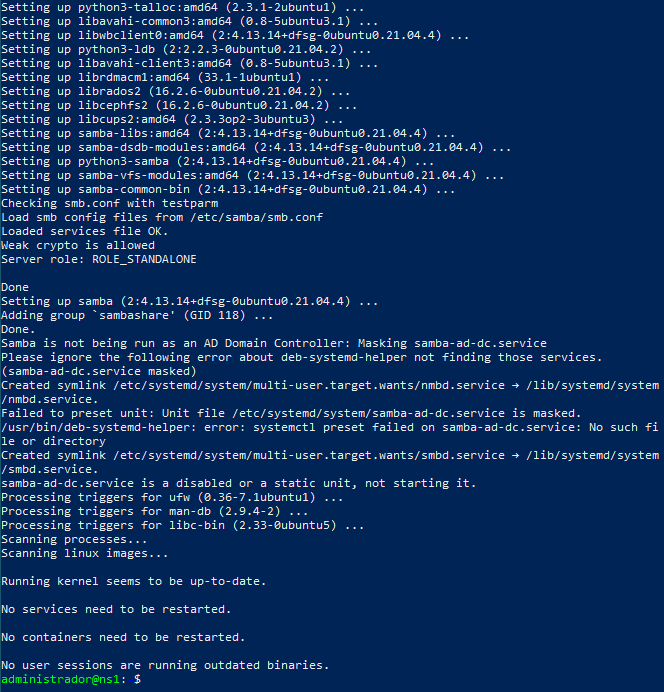 Setting up python3-talloc:amd64 (2.3.1-2ubuntu1) ...
Setting up libavahi-common3:amd64 (0.8-5ubuntu3.1) ...
Setting up libwbclient0:amd64 (2:4.13.14+dfsg-0ubuntu0.21.04.4) ...
Setting up python3-ldb (2:2.2.3-0ubuntu0.21.04.2) ...
Setting up libavahi-client3:amd64 (0.8-5ubuntu3.1) ...
Setting up librdmacm1:amd64 (33.1-1ubuntu1) ...
Setting up librados2 (16.2.6-0ubuntu0.21.04.2) ...
Setting up libcephfs2 (16.2.6-0ubuntu0.21.04.2) ...
Setting up libcups2:amd64 (2.3.3op2-3ubuntu3) ...
Setting up samba-libs:amd64 (2:4.13.14+dfsg-0ubuntu0.21.04.4) ...
Setting up samba-dsdb-modules:amd64 (2:4.13.14+dfsg-0ubuntu0.21.04.4) ...
Setting up python3-samba (2:4.13.14+dfsg-0ubuntu0.21.04.4) ...
Setting up samba-vfs-modules:amd64 (2:4.13.14+dfsg-0ubuntu0.21.04.4) ...
Setting up samba-common-bin (2:4.13.14+dfsg-0ubuntu0.21.04.4) ...
Checking smb.conf with testparm
Load smb config files from /etc/samba/smb.conf
Loaded services file OK.
Weak crypto is allowed
Server role: ROLE_STANDALONE

Done
Setting up samba (2:4.13.14+dfsg-0ubuntu0.21.04.4) ...
Adding group `sambashare' (GID 118) ...
Done.
Samba is not being run as an AD Domain Controller: Masking samba-ad-dc.service
Please ignore the following error about deb-systemd-helper not finding those services.
(samba-ad-dc.service masked)
Created symlink /etc/systemd/system/multi-user.target.wants/nmbd.service → /lib/systemd/system
/nmbd.service.
Failed to preset unit: Unit file /etc/systemd/system/samba-ad-dc.service is masked.
/usr/bin/deb-systemd-helper: error: systemctl preset failed on samba-ad-dc.service: No such fi
le or directory
Created symlink /etc/systemd/system/multi-user.target.wants/smbd.service → /lib/systemd/system
/smbd.service.
samba-ad-dc.service is a disabled or a static unit, not starting it.
Processing triggers for ufw (0.36-7.1ubuntu1) ...
Processing triggers for man-db (2.9.4-2) ...
Processing triggers for libc-bin (2.33-0ubuntu5) ...
Scanning processes...
Scanning linux images...

Running kernel seems to be up-to-date.

No services need to be restarted.

No containers need to be restarted.

No user sessions are running outdated binaries.
administrador@ns1: $